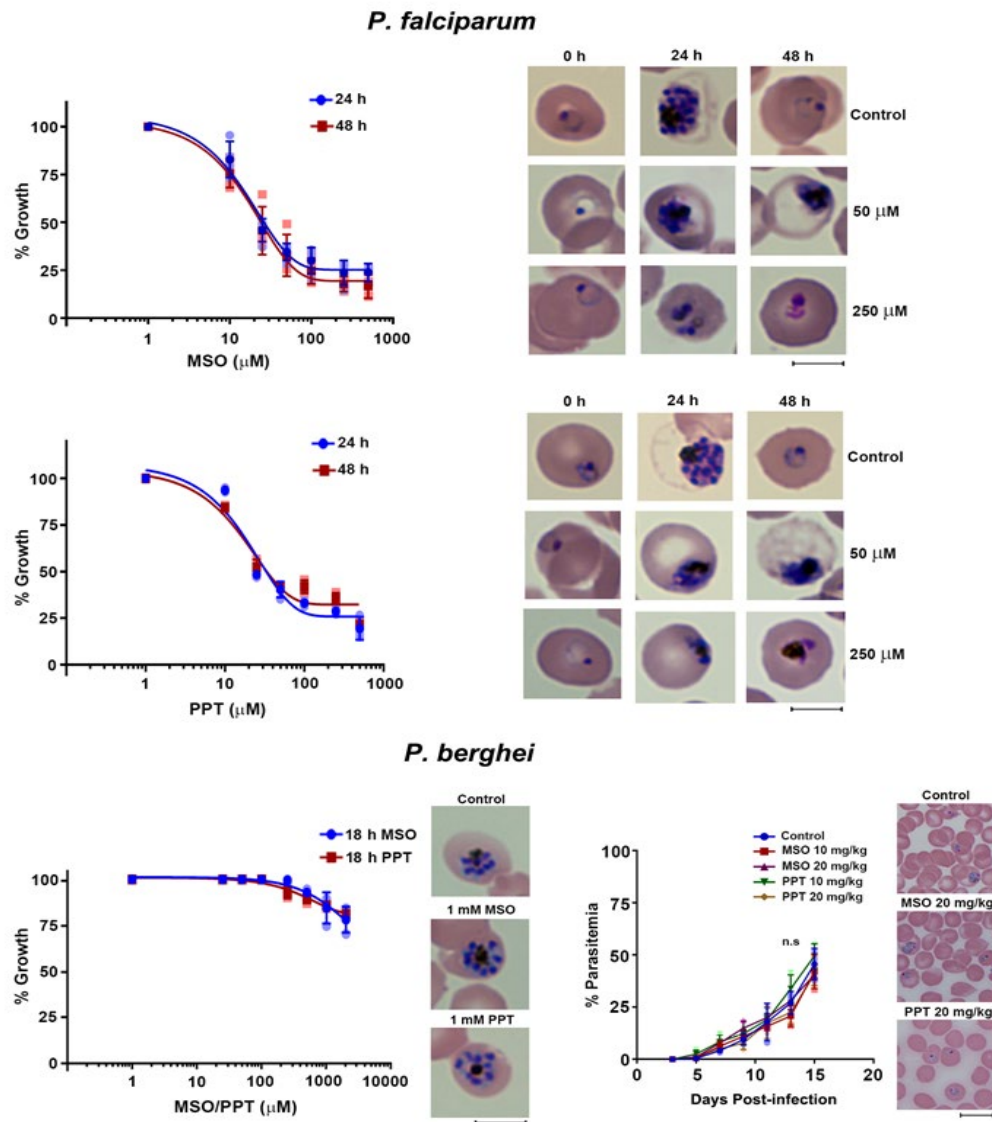 P. falciparum
24 h
48 h
100
75
50
25
0
% Growth
1
10
100
1000
MSO (μM)
0 h
24 h
48 h
Control
50 μM
250 μM
24 h
48 h
100
75
50
25
0
% Growth
1
10
100
1000
PPT (μM)
0 h
24 h
48 h
Control
50 μM
250 μM
P. berghei
18 h MSO
18 h PPT
100
75
50
25
0
% Growth
1
10
100
1000
10000
MSO/PPT (μM)
Control
1 mM MSO
1 mM PPT
Control
MSO 10 mg/kg
MSO 20 mg/kg
PPT 10 mg/kg
PPT 20 mg/kg
n.s
100
75
50
25
0
% Parasitemia
0
5
10
15
20
Days Post-infection
Control
MSO 20 mg/kg
PPT 20 mg/kg